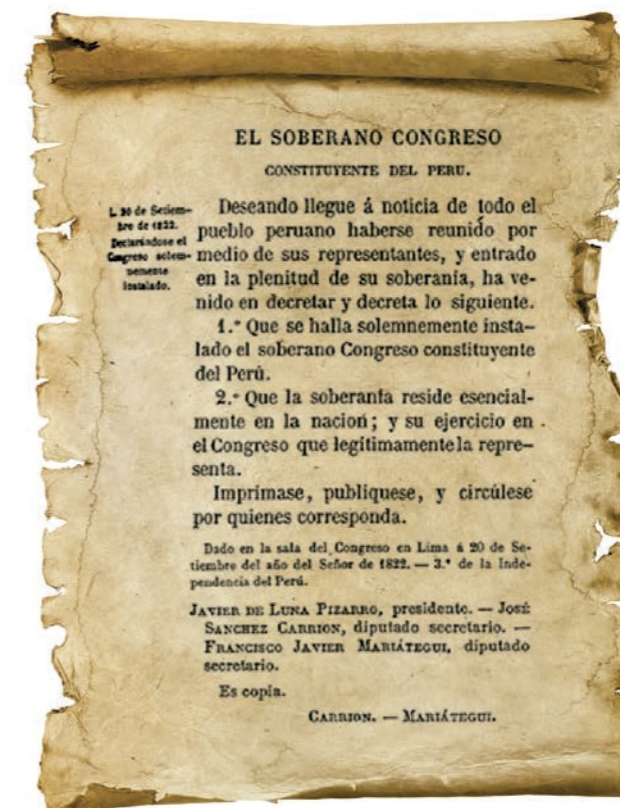 EL SOBERANO CONGRESO
CONSTITUYENTE DEL PERU.
L. 20 de Setiem-
bre de 1822.
Declarándose el
Congreso solem-
nemente
instalado.
Deseando llegue á noticia de todo el
pueblo peruano haberse reunido por
medio de sus representantes, y entrado
en la plenitud de su soberanía, ha ve-
nido en decretar y decreta lo siguiente.
1.° Que se halla solemnemente insta-
lado el soberano Congreso constituyente
del Perú.
2.° Que la soberanía reside esencial-
mente en la nacion; y su ejercicio en
el Congreso que legítimamente la repre-
senta.
Imprímase, publíquese, y circúlese
por quienes corresponda.
Dado en la sala del Congreso en Lima á 20 de Se-
tiembre del año del Señor de 1822. — 3.° de la Inde-
pendencia del Perú.
JAVIER DE LUNA PIZARRO, presidente. — JOSÉ
SANCHEZ CARRION, diputado secretario. —
FRANCISCO JAVIER MARIÁTEGUI, diputado
secretario.
Es copia.
CARRION. — MARIÁTEGUI.